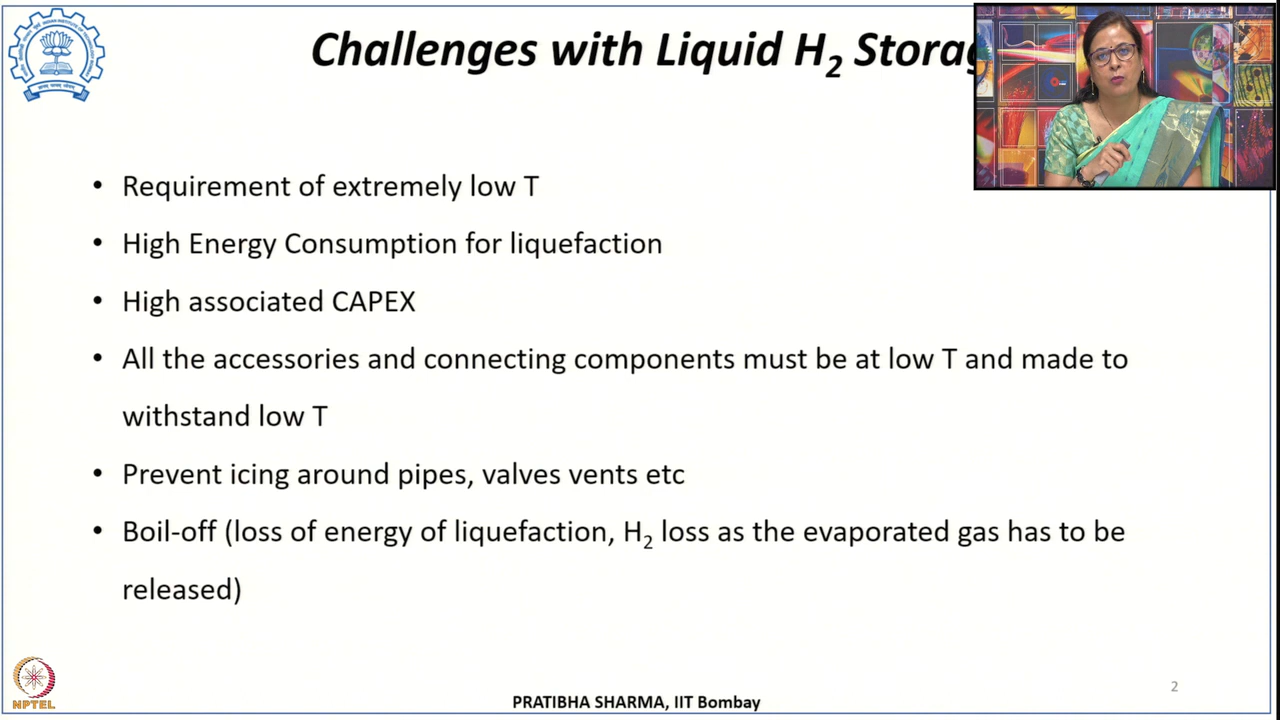 Challenges with Liquid H₂ Storag
• Requirement of extremely low T
• High Energy Consumption for liquefaction
• High associated CAPEX
• All the accessories and connecting components must be at low T and made to
withstand low T
• Prevent icing around pipes, valves vents etc
• Boil-off (loss of energy of liquefaction, H₂ loss as the evaporated gas has to be
released)
NPTEL
PRATIBHA SHARMA, IIT Bombay
2